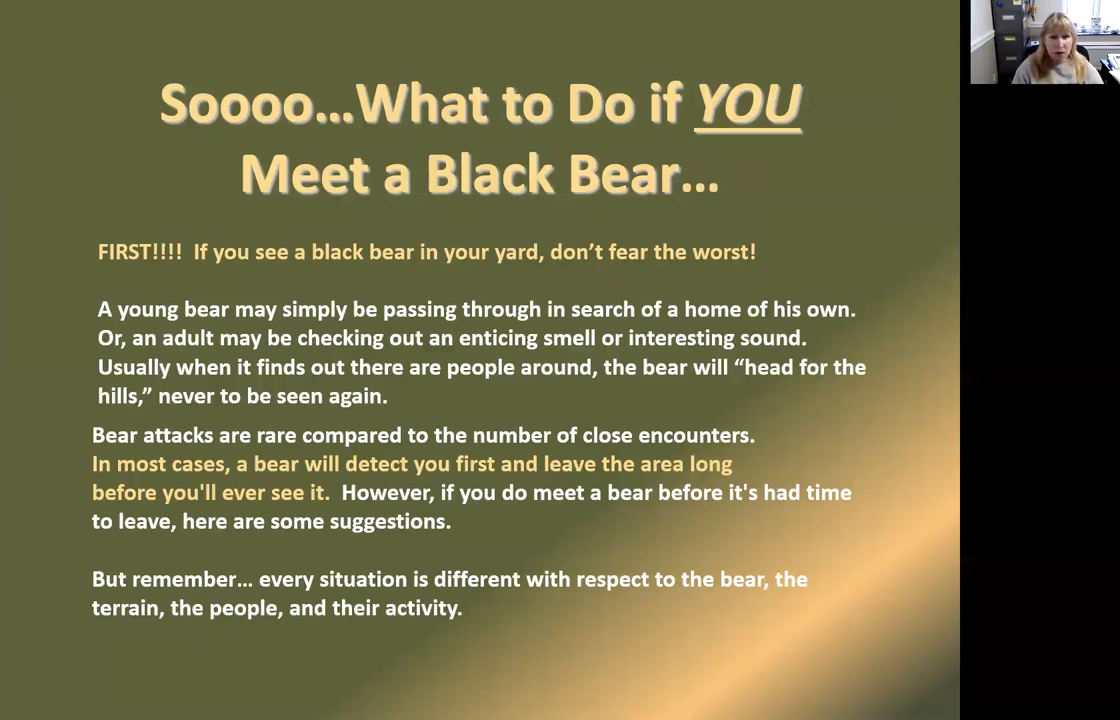 Soooo...What to Do if YOU
Meet a Black Bear...
FIRST!!!!  If you see a black bear in your yard, don’t fear the worst!
A young bear may simply be passing through in search of a home of his own.
Or, an adult may be checking out an enticing smell or interesting sound.
Usually when it finds out there are people around, the bear will “head for the
hills,” never to be seen again.
Bear attacks are rare compared to the number of close encounters.
In most cases, a bear will detect you first and leave the area long
before you'll ever see it.  However, if you do meet a bear before it's had time
to leave, here are some suggestions.
But remember… every situation is different with respect to the bear, the
terrain, the people, and their activity.